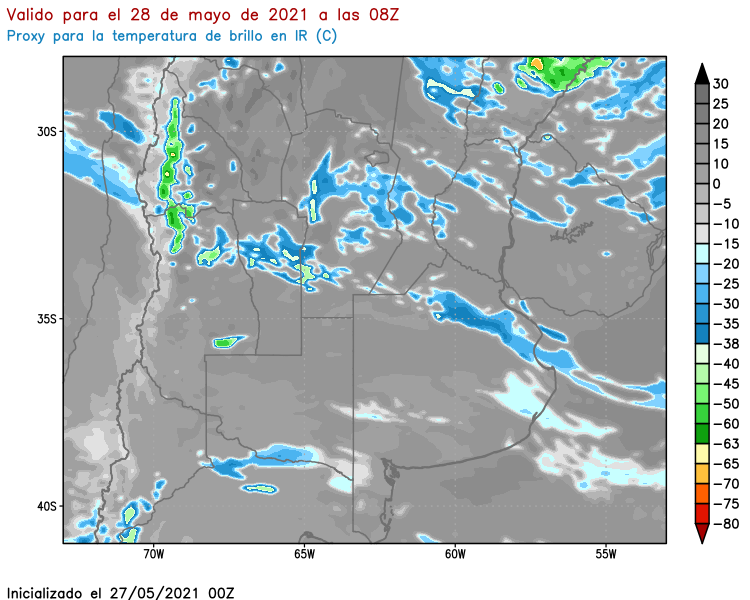 Valido para el 28 de mayo de 2021 a las 08Z
Proxy para la temperatura de brillo en IR (C)
30
25
20
15
10
0
−5
−10
−15
−20
−25
−30
−35
−38
−40
−45
−50
−60
−63
−65
−70
−75
−80
30S
35S
40S
70W
65W
60W
55W
Inicializado el 27/05/2021 00Z